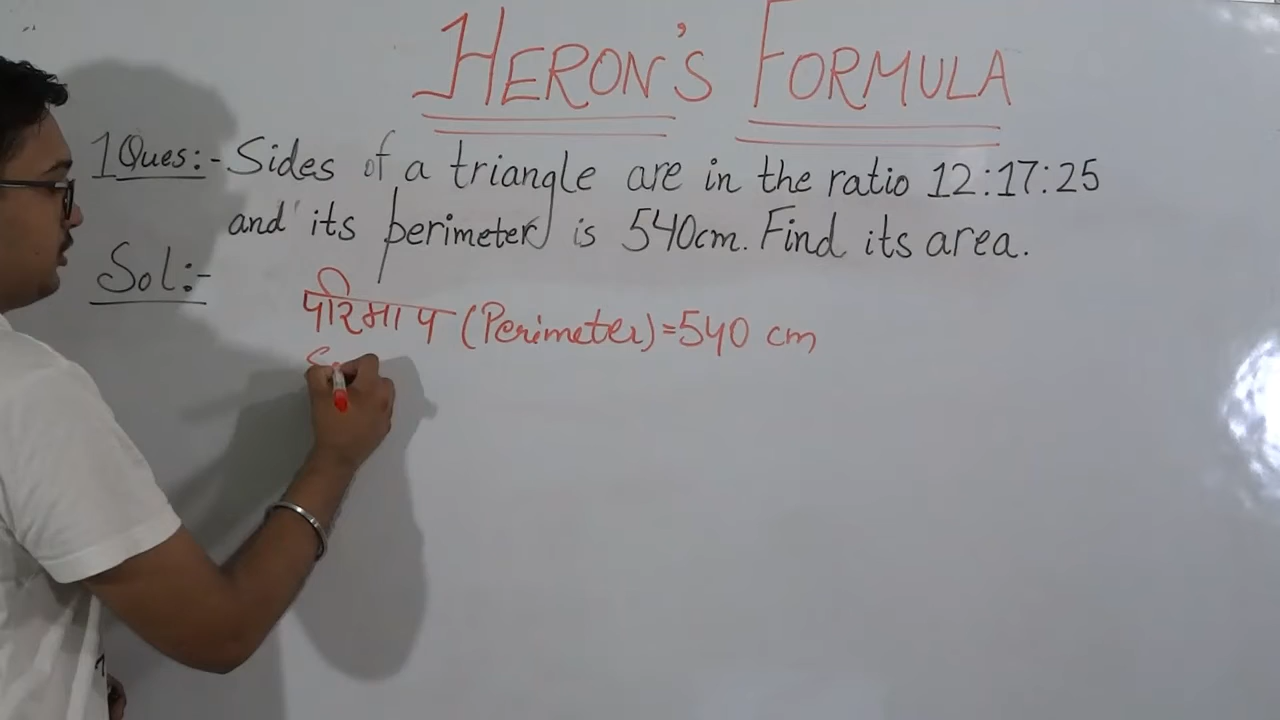 HERON'S FORMULA
1 Ques:- Sides of a triangle are in the ratio 12:17:25
and its perimeter is 540cm. Find its area.
Sol:-
परिमाप (Perimeter)=540 cm